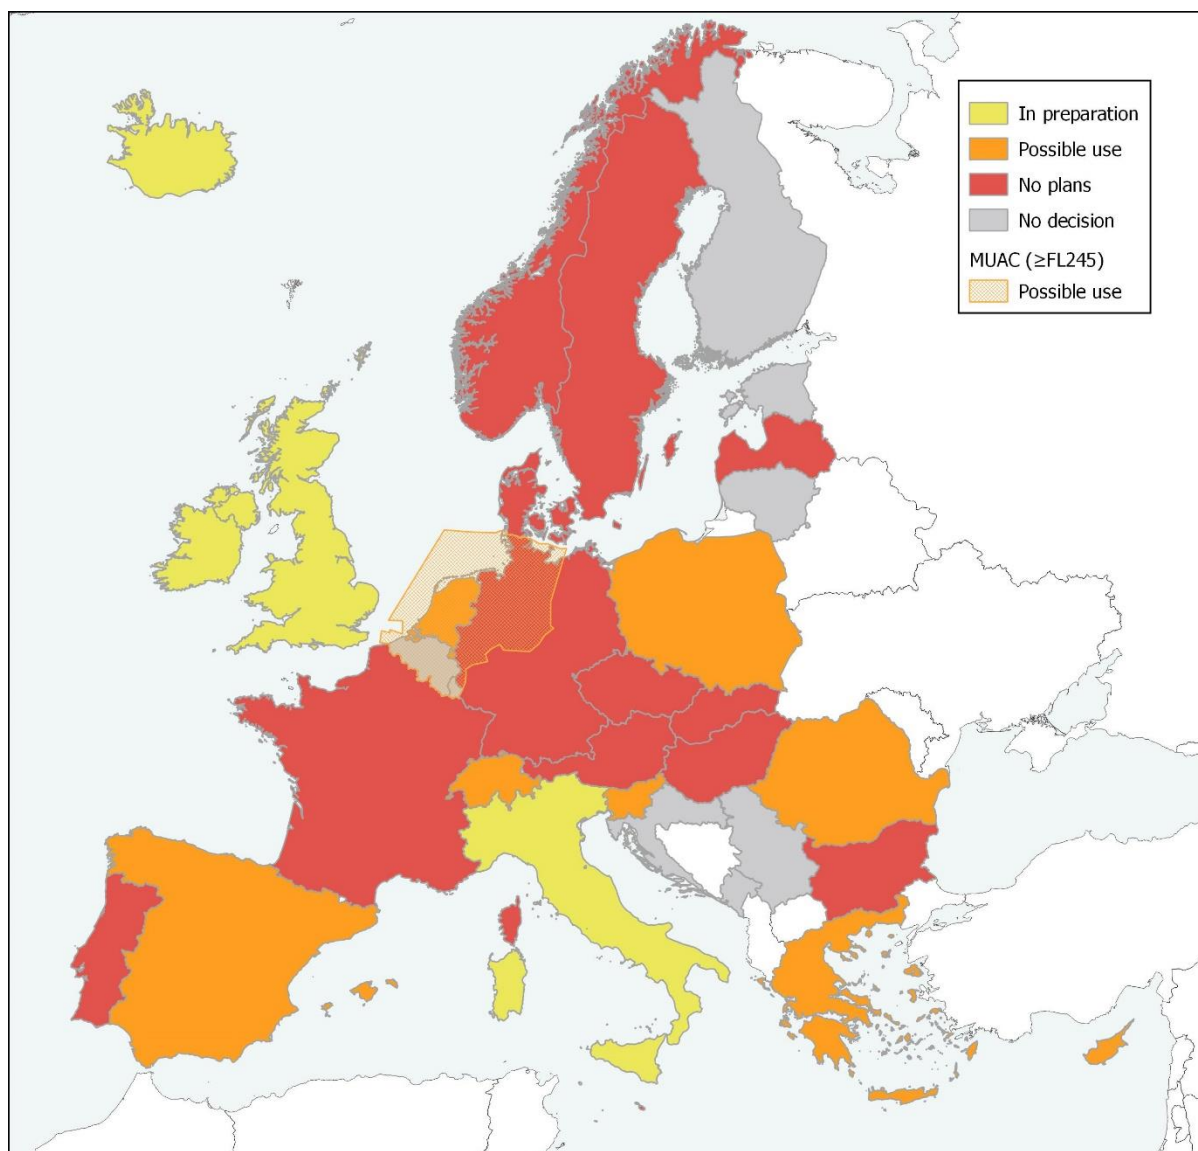 In preparation
Possible use
No plans
No decision
MUAC (≥FL245)
Possible use